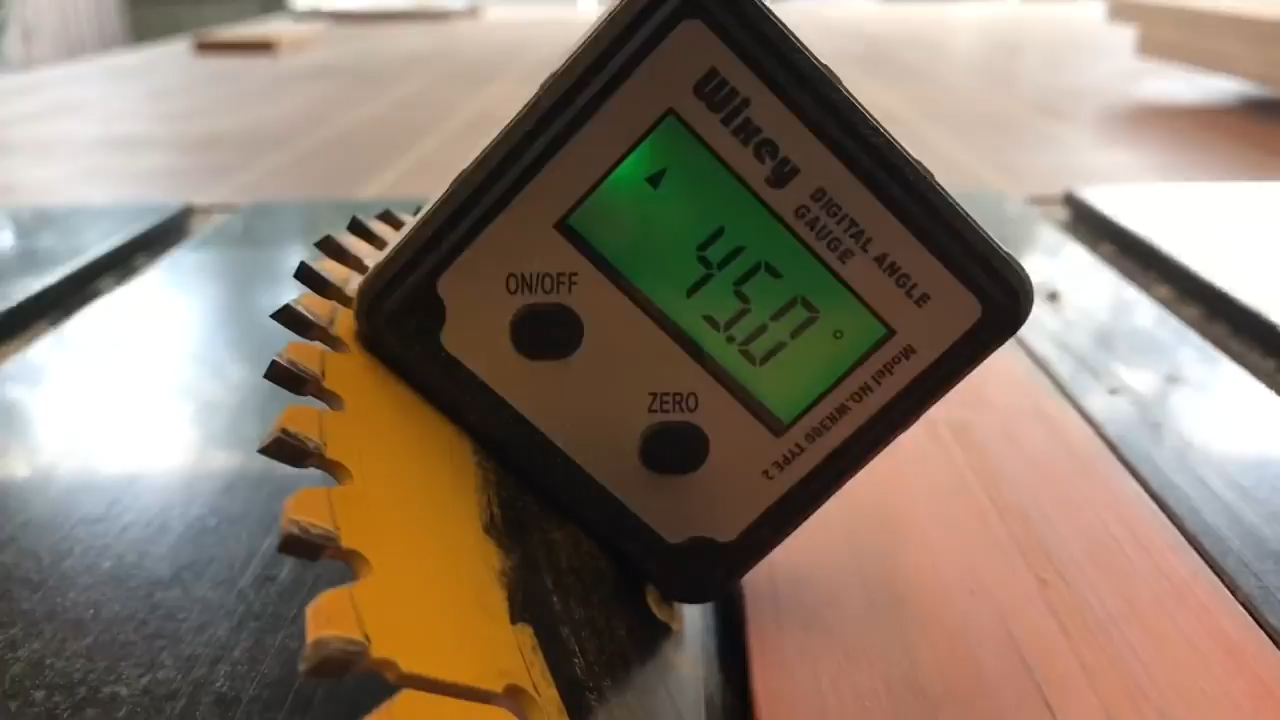 Wixey
DIGITAL ANGLE
GAUGE
45.0°
ON/OFF
ZERO
Model NO.WR300 TYPE 2